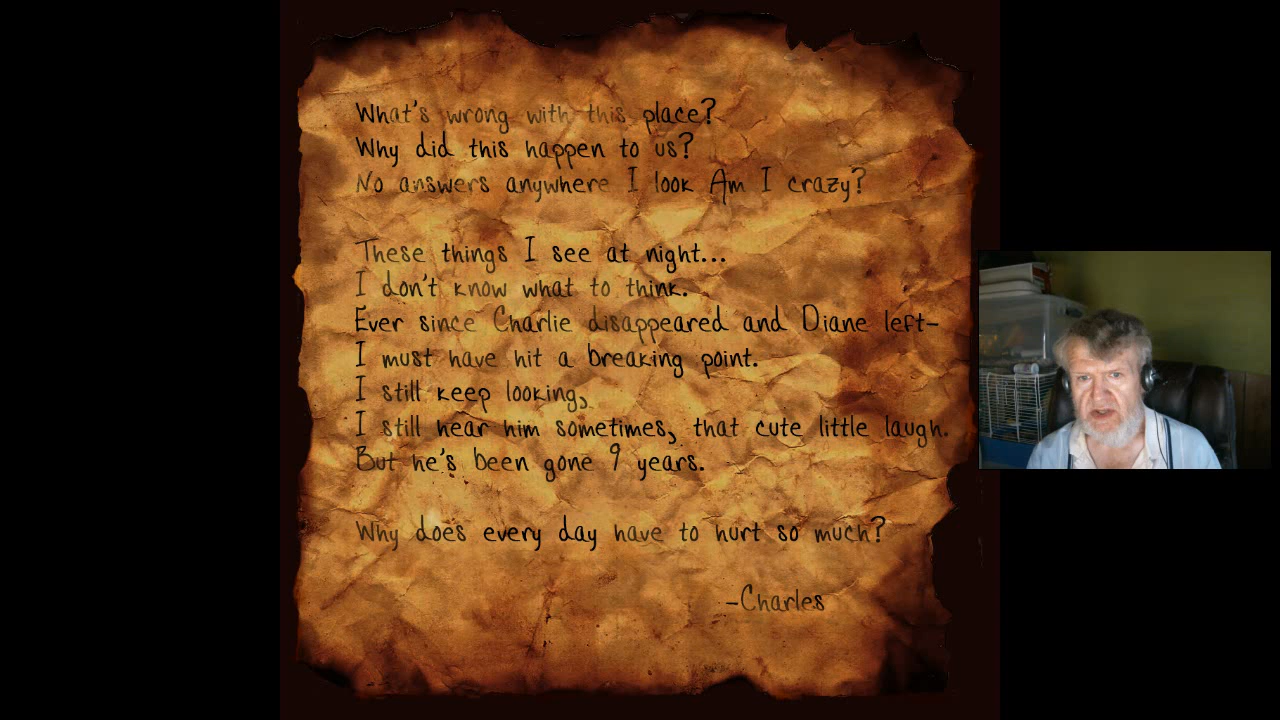 What's wrong with this place?
Why did this happen to us?
No answers anywhere I look Am I crazy?
These things I see at night...
I don't know what to think.
Ever since Charlie disappeared and Diane left-
I must have hit a breaking point.
I still keep looking,
I still hear him sometimes, that cute little laugh.
But he's been gone 9 years.
Why does every day have to hurt so much?
-Charles